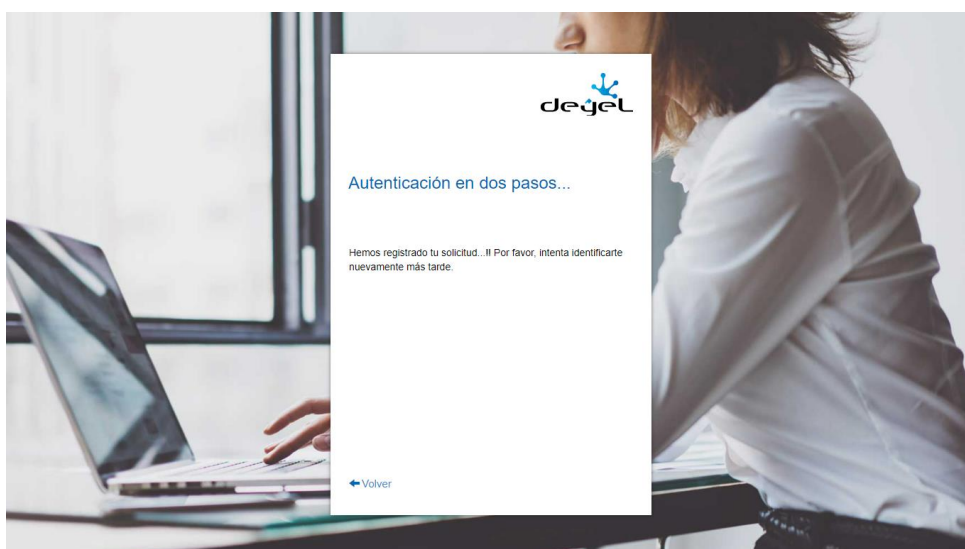 deyel
Autenticación en dos pasos...
Hemos registrado tu solicitud...!! Por favor, intenta identificarte
nuevamente más tarde.
Volver